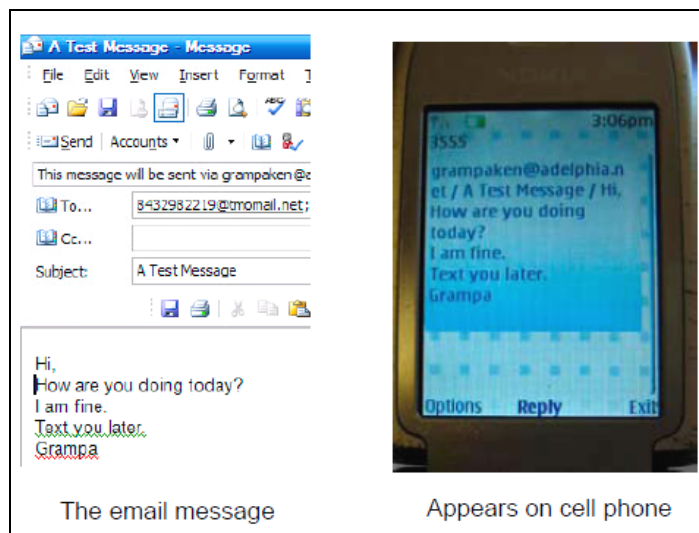 A Test Message - Message
File Edit View Insert Format
Send Accounts
This message will be sent via grampaken@a
To... 8432982219@tmomail.net;
Cc...
Subject: A Test Message
Hi,
How are you doing today?
I am fine.
Text you later.
Grampa
The email message
NOKIA
3:06pm
3555
grampaken@adelphia.n
et / A Test Message / Hi,
How are you doing
today?
I am fine.
Text you later.
Grampa
Options Reply Exit
Appears on cell phone